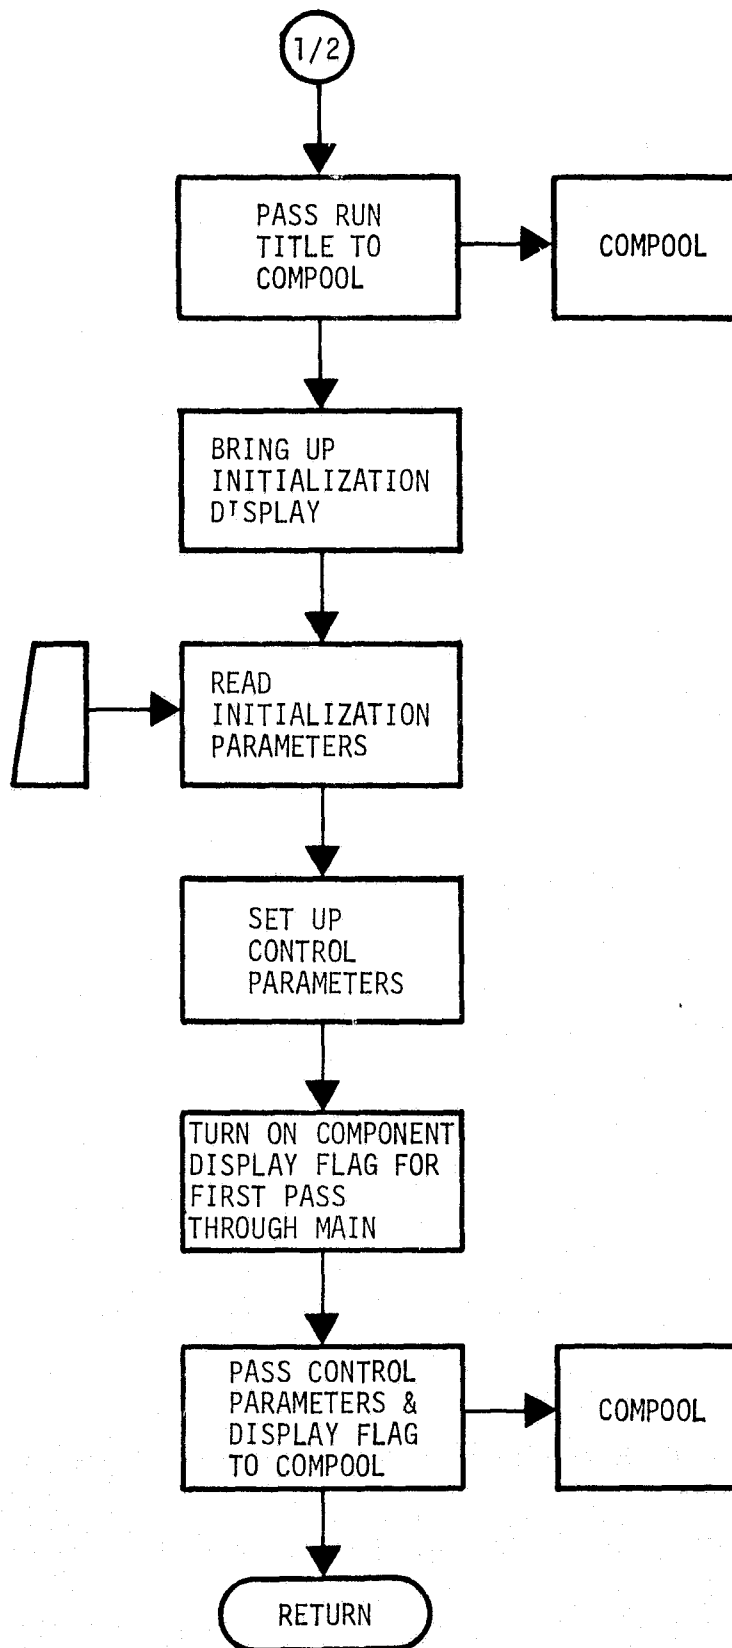 1/2
PASS RUN
TITLE TO
COMPOOL
COMPOOL
BRING UP
INITIALIZATION
DISPLAY
READ
INITIALIZATION
PARAMETERS
SET UP
CONTROL
PARAMETERS
TURN ON COMPONENT
DISPLAY FLAG FOR
FIRST PASS
THROUGH MAIN
PASS CONTROL
PARAMETERS &
DISPLAY FLAG
TO COMPOOL
COMPOOL
RETURN